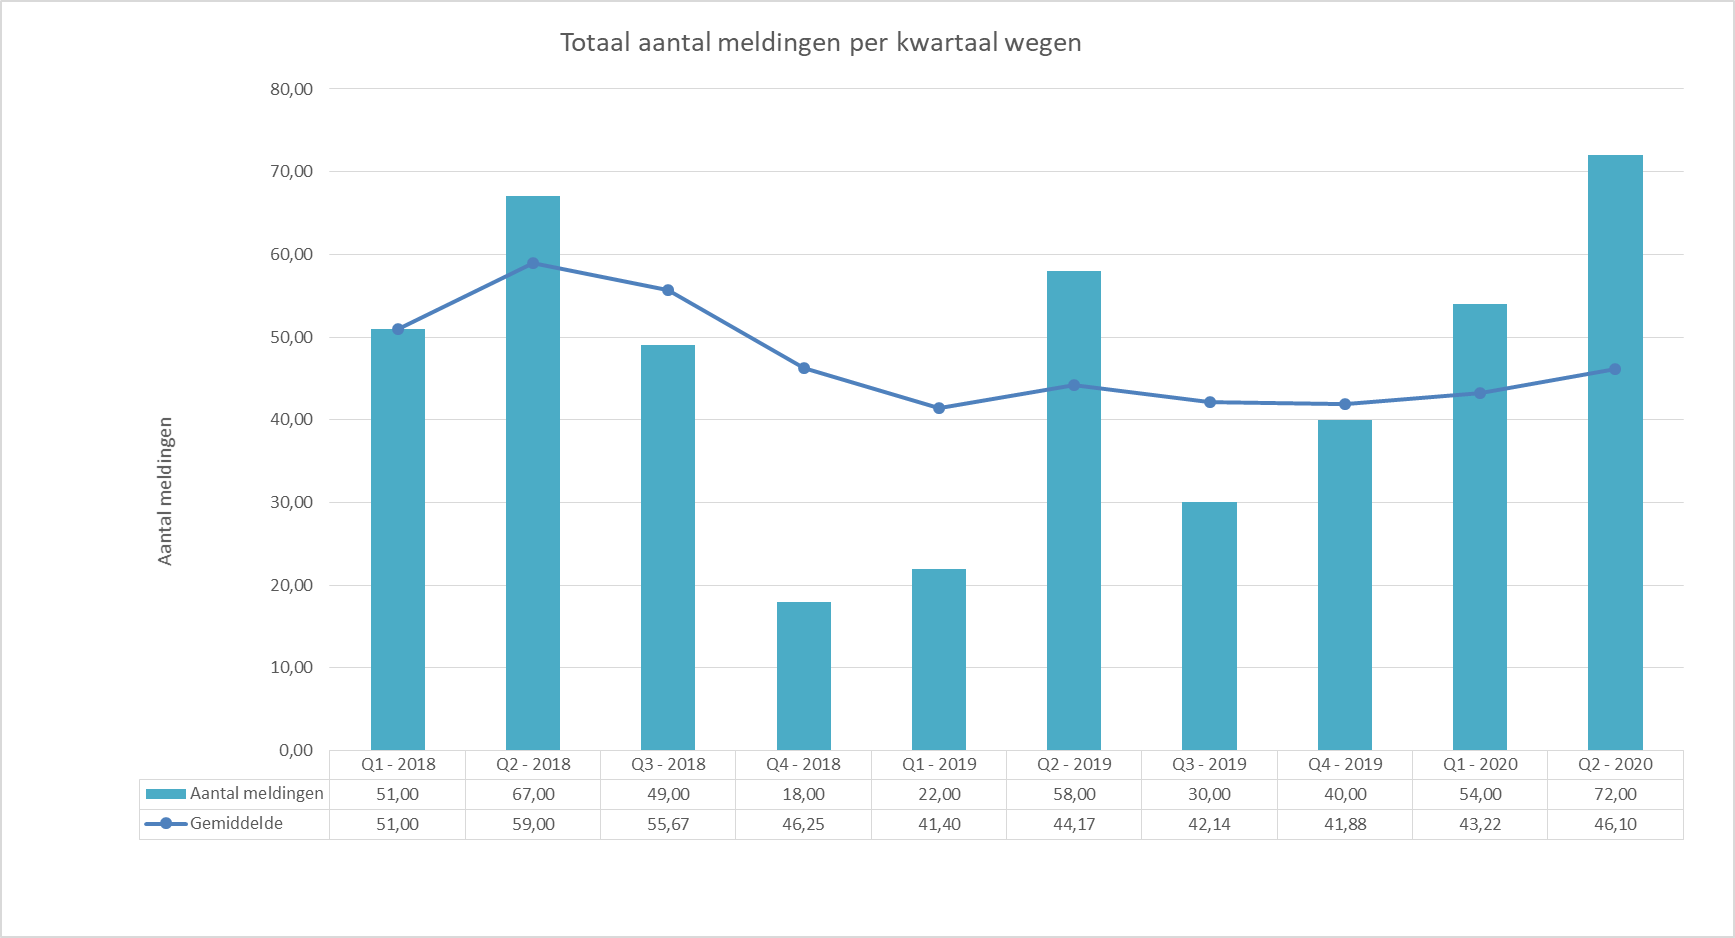 Totaal aantal meldingen per kwartaal wegen
80,00
70,00
60,00
50,00
40,00
30,00
20,00
10,00
0,00
Aantal meldingen
Q1 - 2018 Q2 - 2018 Q3 - 2018 Q4 - 2018 Q1 - 2019 Q2 - 2019 Q3 - 2019 Q4 - 2019 Q1 - 2020 Q2 - 2020
Aantal meldingen 51,00 67,00 49,00 18,00 22,00 58,00 30,00 40,00 54,00 72,00
Gemiddelde 51,00 59,00 55,67 46,25 41,40 44,17 42,14 41,88 43,22 46,10